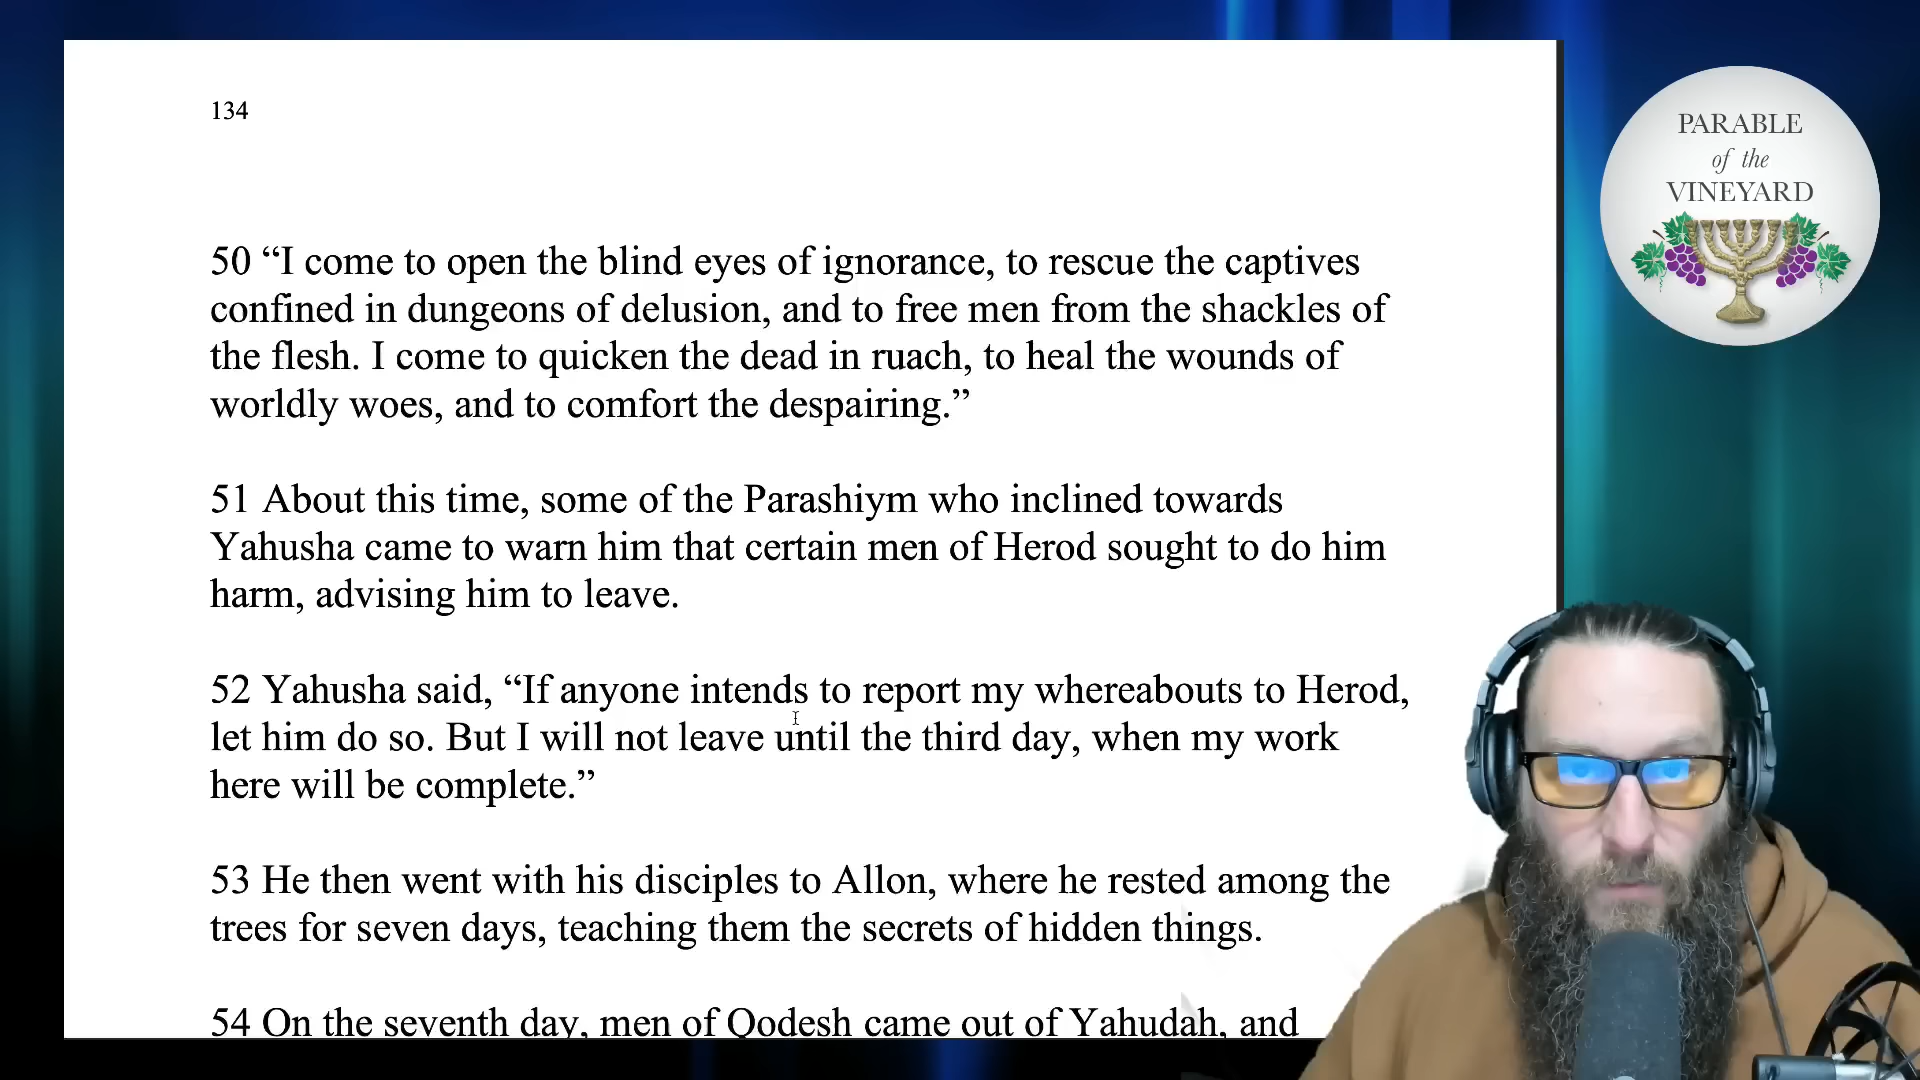 134
50 “I come to open the blind eyes of ignorance, to rescue the captives
confined in dungeons of delusion, and to free men from the shackles of
the flesh. I come to quicken the dead in ruach, to heal the wounds of
worldly woes, and to comfort the despairing.”
51 About this time, some of the Parashiym who inclined towards
Yahusha came to warn him that certain men of Herod sought to do him
harm, advising him to leave.
52 Yahusha said, “If anyone intends to report my whereabouts to Herod,
let him do so. But I will not leave until the third day, when my work
here will be complete.”
53 He then went with his disciples to Allon, where he rested among the
trees for seven days, teaching them the secrets of hidden things.
54 On the seventh day, men of Qodesh came out of Yahudah, and
PARABLE
of the
VINEYARD